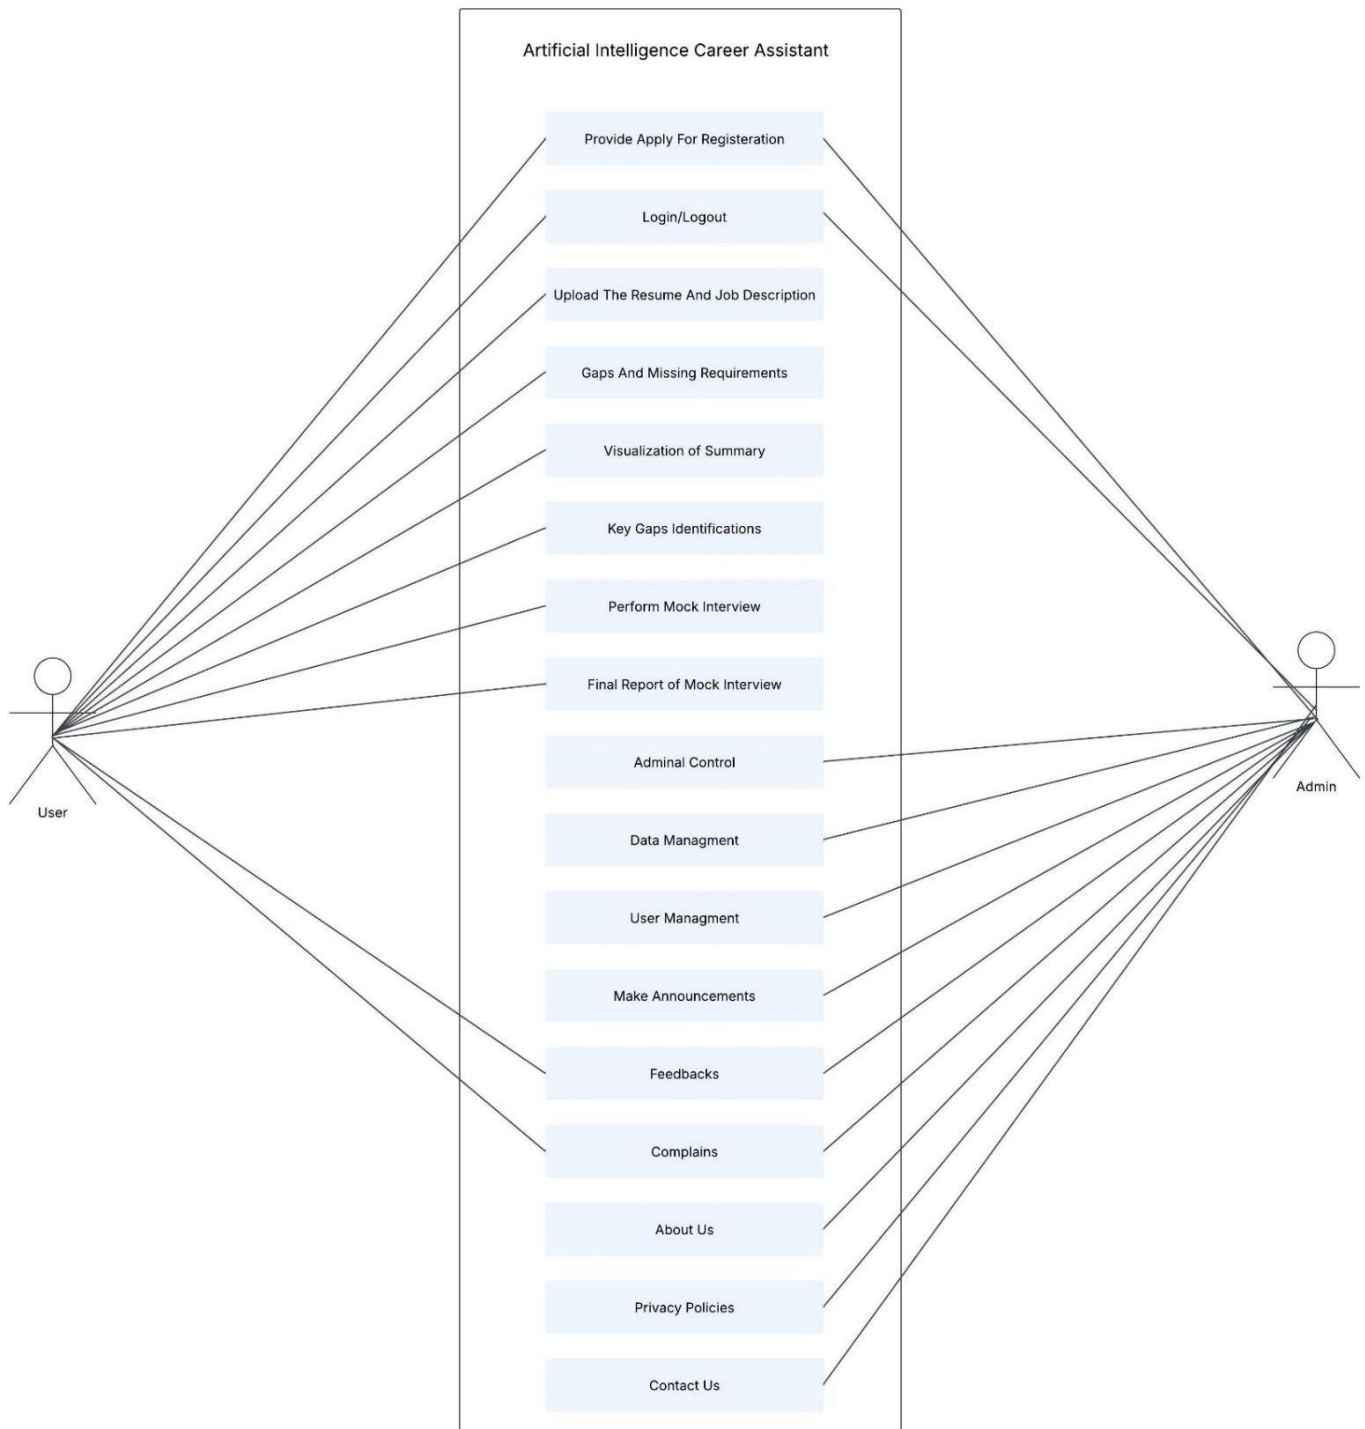 Artificial Intelligence Career Assistant
Provide Apply For Registeration
Login/Logout
Upload The Resume And Job Description
Gaps And Missing Requirements
Visualization of Summary
Key Gaps Identifications
Perform Mock Interview
Final Report of Mock Interview
Adminal Control
Admin
User
Data Managment
User Managment
Make Announcements
Feedbacks
Complains
About Us
Privacy Policies
Contact Us